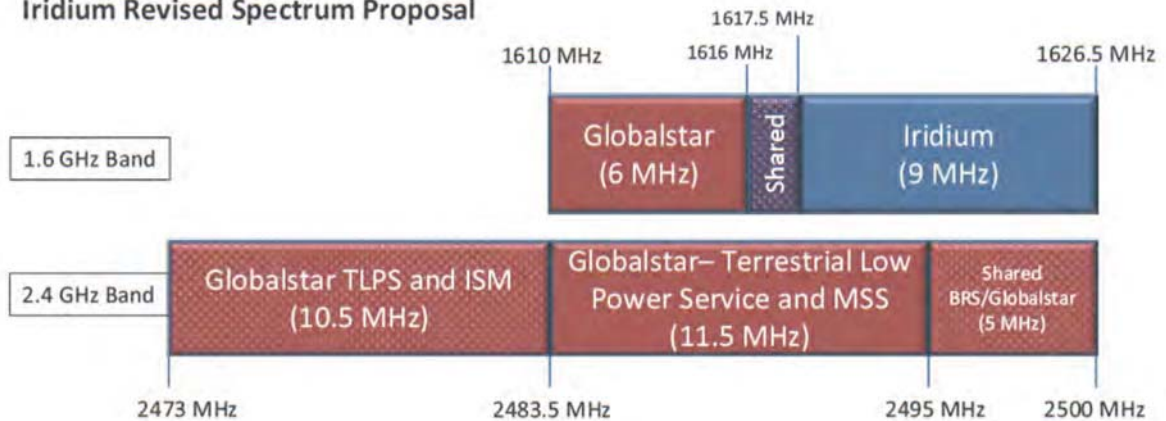 Iridium Revised Spectrum Proposal
1617.5 MHz
1610 MHz
1616 MHz
1626.5 MHz
1.6 GHz Band
Globalstar
(6 MHz)
Shared
Iridium
(9 MHz)
2.4 GHz Band
Globalstar TLPS and ISM
(10.5 MHz)
Globalstar– Terrestrial Low
Power Service and MSS
(11.5 MHz)
Shared
BRS/Globalstar
(5 MHz)
2473 MHz
2483.5 MHz
2495 MHz
2500 MHz